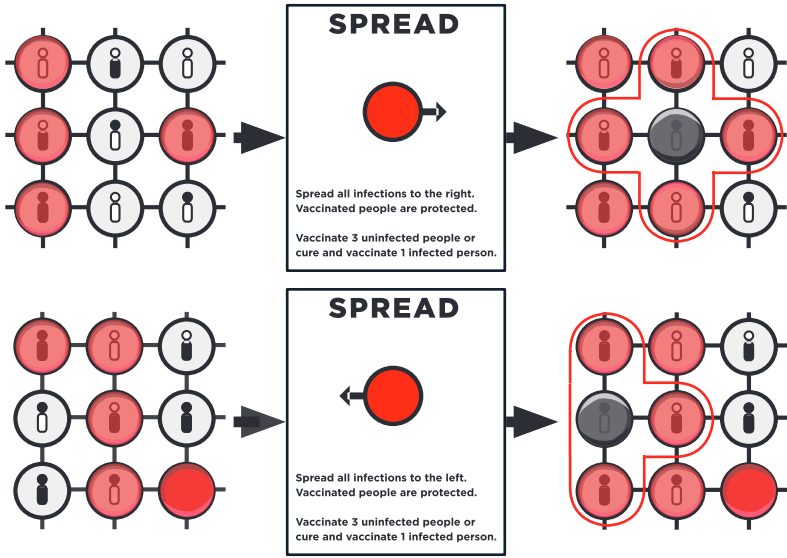 SPREAD
Spread all infections to the right.
Vaccinated people are protected.
Vaccinate 3 uninfected people or
cure and vaccinate 1 infected person.
SPREAD
Spread all infections to the left.
Vaccinated people are protected.
Vaccinate 3 uninfected people or
cure and vaccinate 1 infected person.